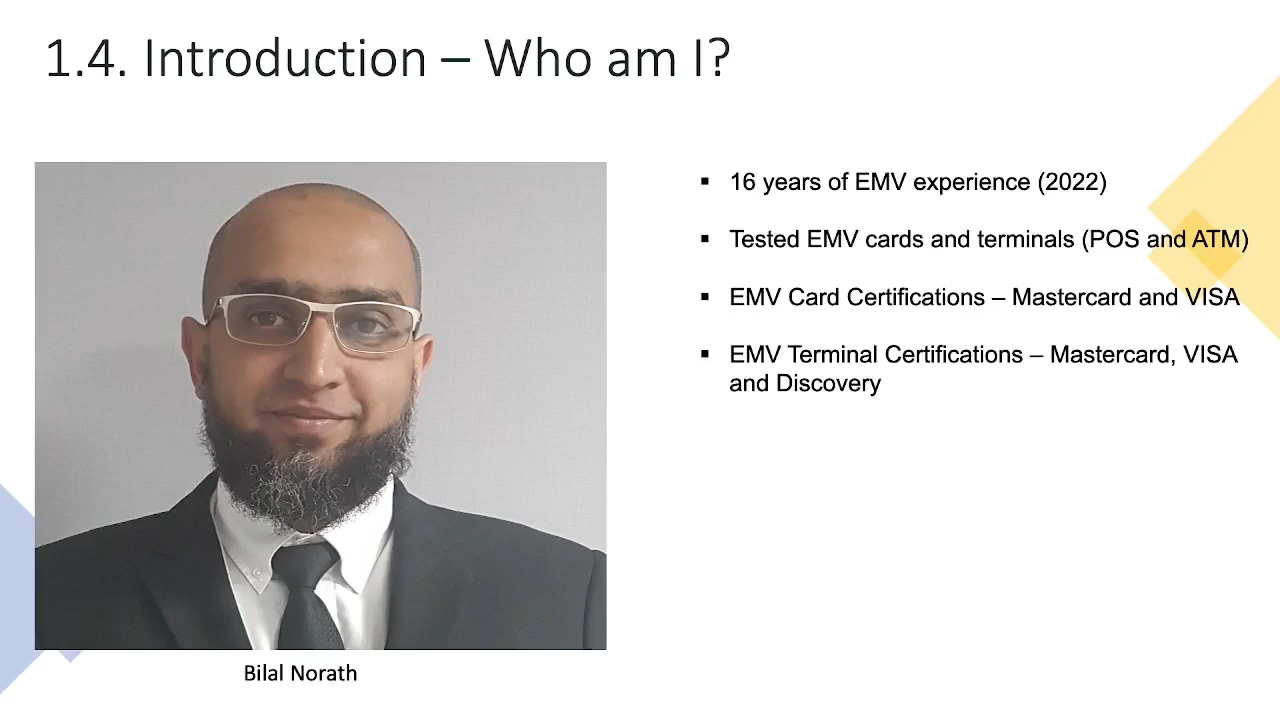 1.4. Introduction – Who am I?
▪ 16 years of EMV experience (2022)
▪ Tested EMV cards and terminals (POS and ATM)
▪ EMV Card Certifications – Mastercard and VISA
▪ EMV Terminal Certifications – Mastercard, VISA
and Discovery
Bilal Norath